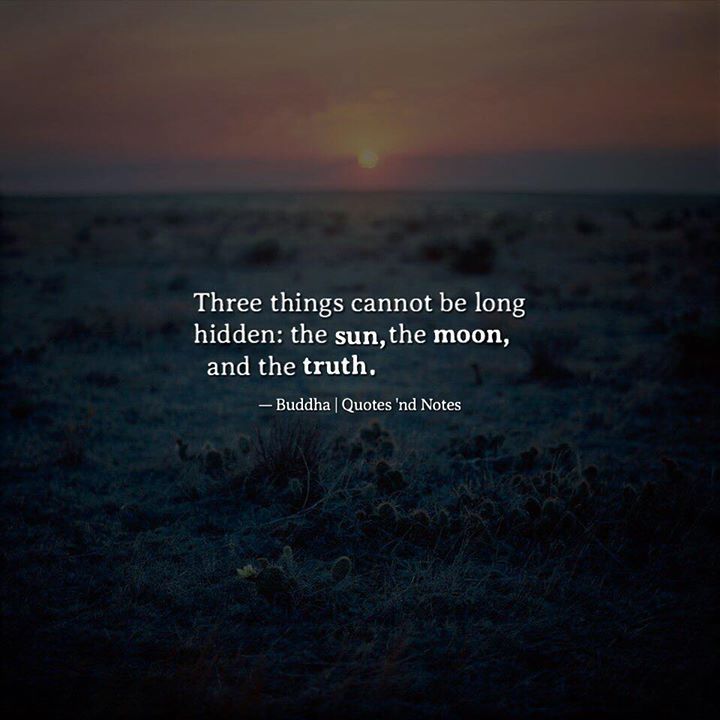 Three things cannot be long
hidden: the sun, the moon,
and the truth.
— Buddha | Quotes 'nd Notes